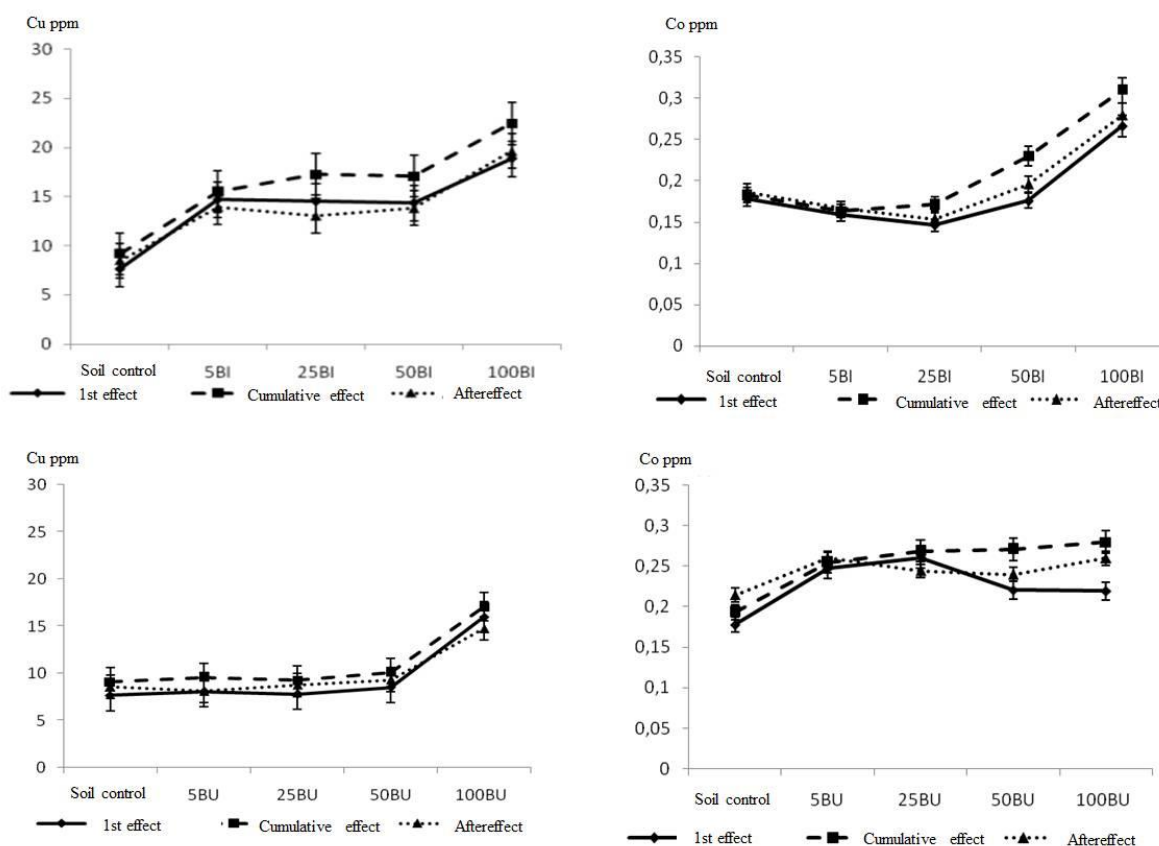 Cu ppm
30
25
20
15
10
5
0
Soil control 5BI 25BI 50BI 100BI
1st effect Cumulative effect Aftereffect
Co ppm
0,35
0,3
0,25
0,2
0,15
0,1
0,05
0
Soil control 5BI 25BI 50BI 100BI
1st effect Cumulative effect Aftereffect
Cu ppm
30
25
20
15
10
5
0
Soil control 5BU 25BU 50BU 100BU
1st effect Cumulative effect Aftereffect
Co ppm
0,35
0,3
0,25
0,2
0,15
0,1
0,05
0
Soil control 5BU 25BU 50BU 100BU
1st effect Cumulative effect Aftereffect